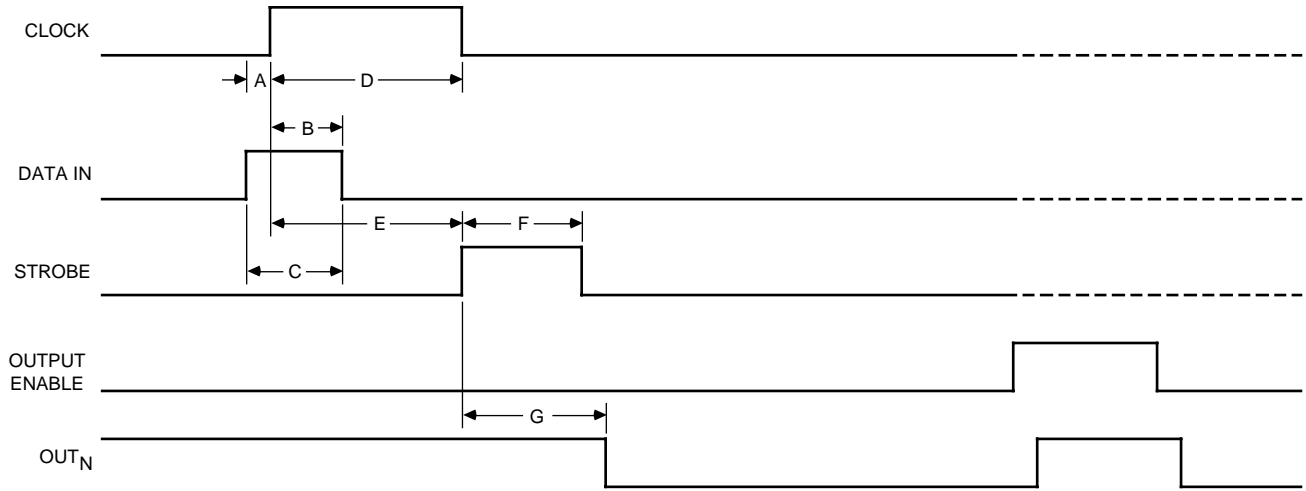 CLOCK
A D
B
DATA IN
E F
STROBE
C
OUTPUT
ENABLE
G
OUTN